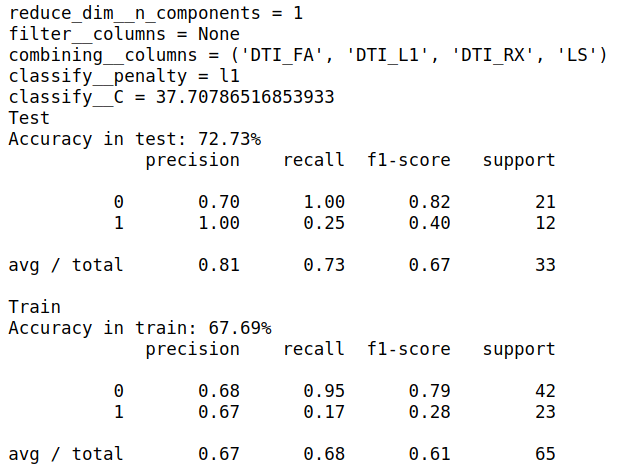 reduce_dim__n_components = 1
filter__columns = None
combining__columns = ('DTI_FA', 'DTI_L1', 'DTI_RX', 'LS')
classify__penalty = l1
classify__C = 37.70786516853933
Test
Accuracy in test: 72.73%
precision recall f1-score support
0 0.70 1.00 0.82 21
1 1.00 0.25 0.40 12
avg / total 0.81 0.73 0.67 33
Train
Accuracy in train: 67.69%
precision recall f1-score support
0 0.68 0.95 0.79 42
1 0.67 0.17 0.28 23
avg / total 0.67 0.68 0.61 65